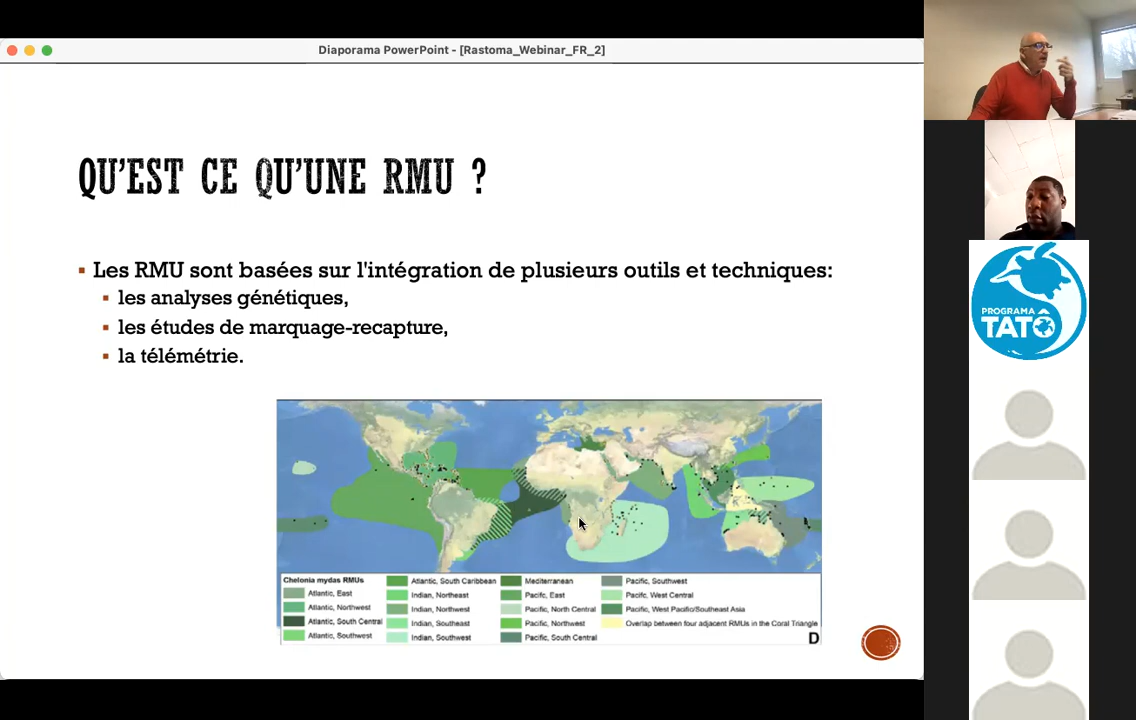 Diaporama PowerPoint - [Rastoma_Webinar_FR_2]
QU'EST CE QU'UNE RMU ?
Les RMU sont basées sur l'intégration de plusieurs outils et techniques:
les analyses génétiques,
les études de marquage-recapture,
la télémétrie.
Chelonia mydas RMUs
Atlantic, East
Atlantic, Northwest
Atlantic, South Central
Atlantic, Southwest
Atlantic, South Caribbean
Indian, Northeast
Indian, Northwest
Indian, Southeast
Indian, Southwest
Mediterranean
Pacific, East
Pacific, North Central
Pacific, Northwest
Pacific, South Central
Pacific, Southwest
Pacific, West Central
Pacific, West Pacific/Southeast Asia
Overlap between four adjacent RMUs in the Coral Triangle
D
PROGRAMA
TATÔ